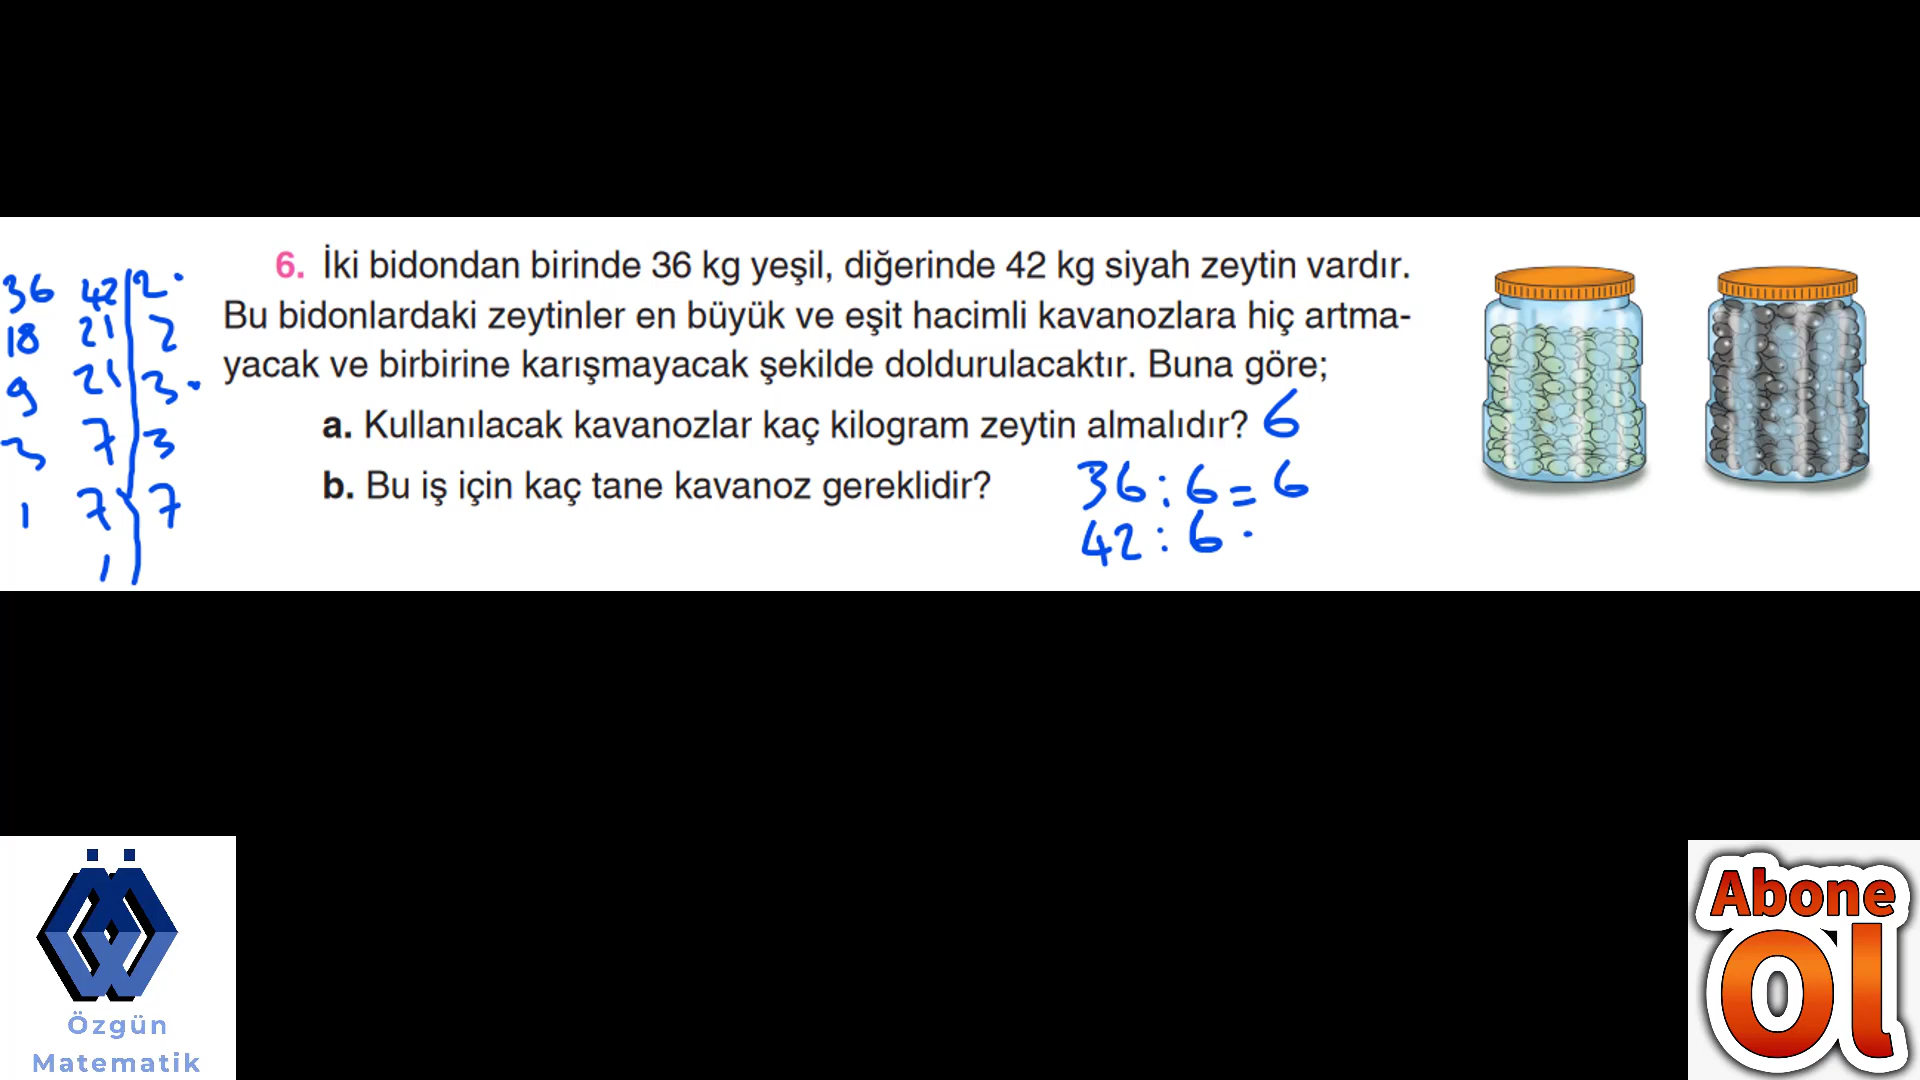 6. İki bidondan birinde 36 kg yeşil, diğerinde 42 kg siyah zeytin vardır.
Bu bidonlardaki zeytinler en büyük ve eşit hacimli kavanozlara hiç artma-
yacak ve birbirine karışmayacak şekilde doldurulacaktır. Buna göre;
a. Kullanılacak kavanozlar kaç kilogram zeytin almalıdır? 6
b. Bu iş için kaç tane kavanoz gereklidir?
36 : 6 = 6
42 : 6 
36 42 2
18 21 2
9 21 3
3 7 3
1 7 7
1
Özgün
Matematik
Abone
Ol